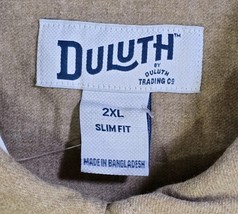 DULUTH™
BY
DULUTH
TRADING CO
2XL
SLIM FIT
MADE IN BANGLADESH